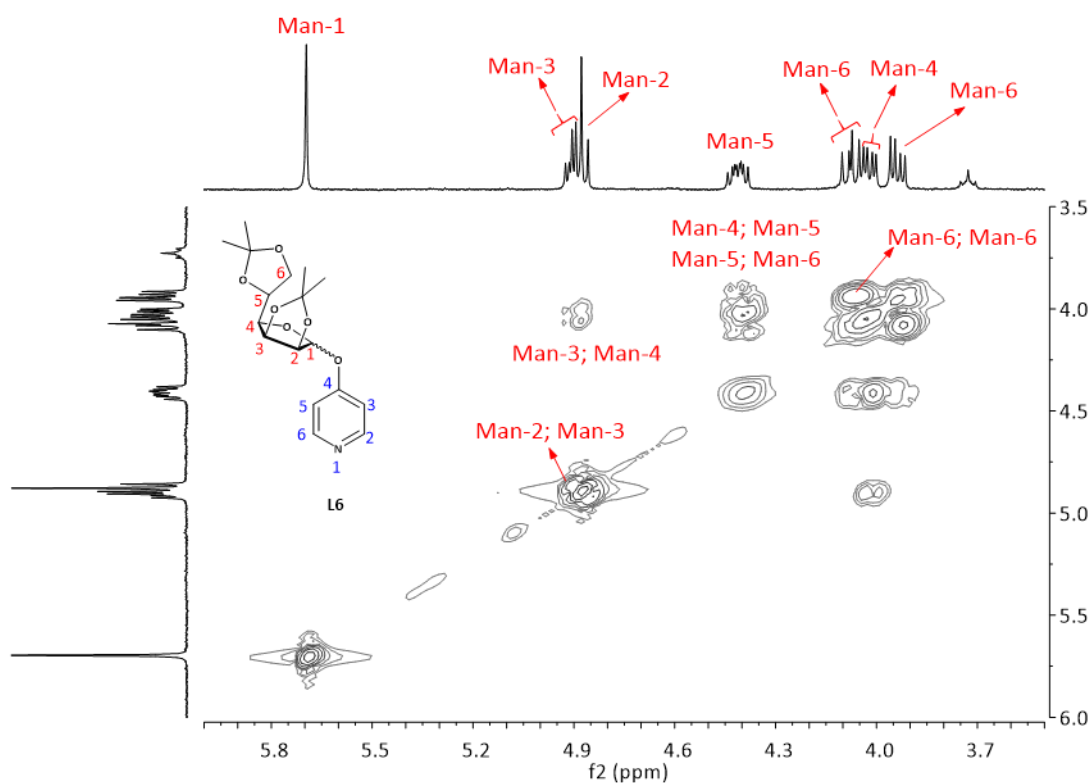 Man-1
Man-3
Man-2
Man-5
Man-6
Man-4
Man-6
Man-4; Man-5
Man-5; Man-6
Man-6; Man-6
Man-3; Man-4
Man-2; Man-3
O
O
6
5
O
O
4
O
O
3
2
1
O
4
5
3
6
2
N
1
L6
3.5
4.0
4.5
5.0
5.5
6.0
5.8
5.5
5.2
4.9
4.6
4.3
4.0
3.7
f2 (ppm)